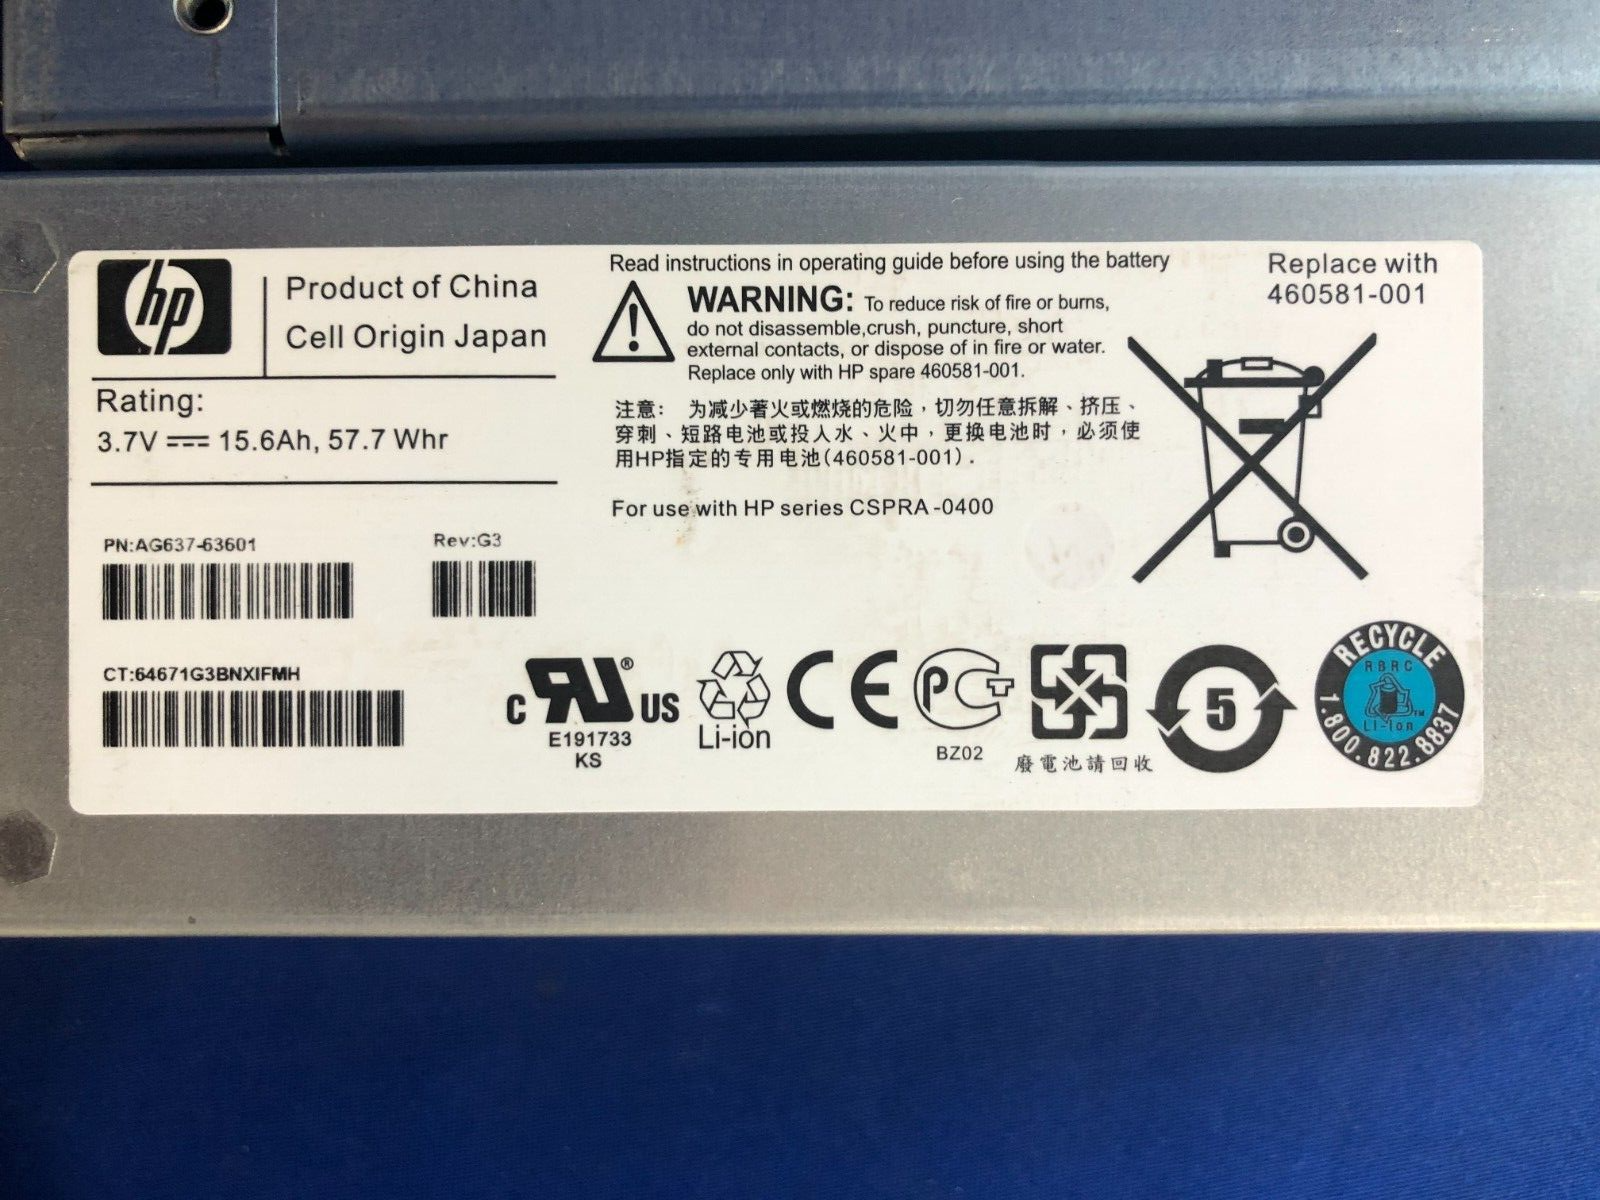 hp
Product of China
Cell Origin Japan
Rating:
3.7V 15.6Ah, 57.7 Whr
PN:AG637-63601
Rev:G3
CT:64671G3BNXIFMH
Read instructions in operating guide before using the battery
WARNING: To reduce risk of fire or burns,
do not disassemble,crush, puncture, short
external contacts, or dispose of in fire or water.
Replace only with HP spare 460581-001.
注意： 为减少著火或燃烧的危险，切勿任意拆解、挤压、
穿刺、短路电池或投入水、火中，更换电池时，必须使
用HP指定的专用电池(460581-001).
For use with HP series CSPRA-0400
Replace with
460581-001
C RU ® US
E191733
KS
Li-ion
CE
PCT
BZ02
廢電池請回收
5
RECYCLE
RBRC
Li-Ion TM
1.800.822.8837